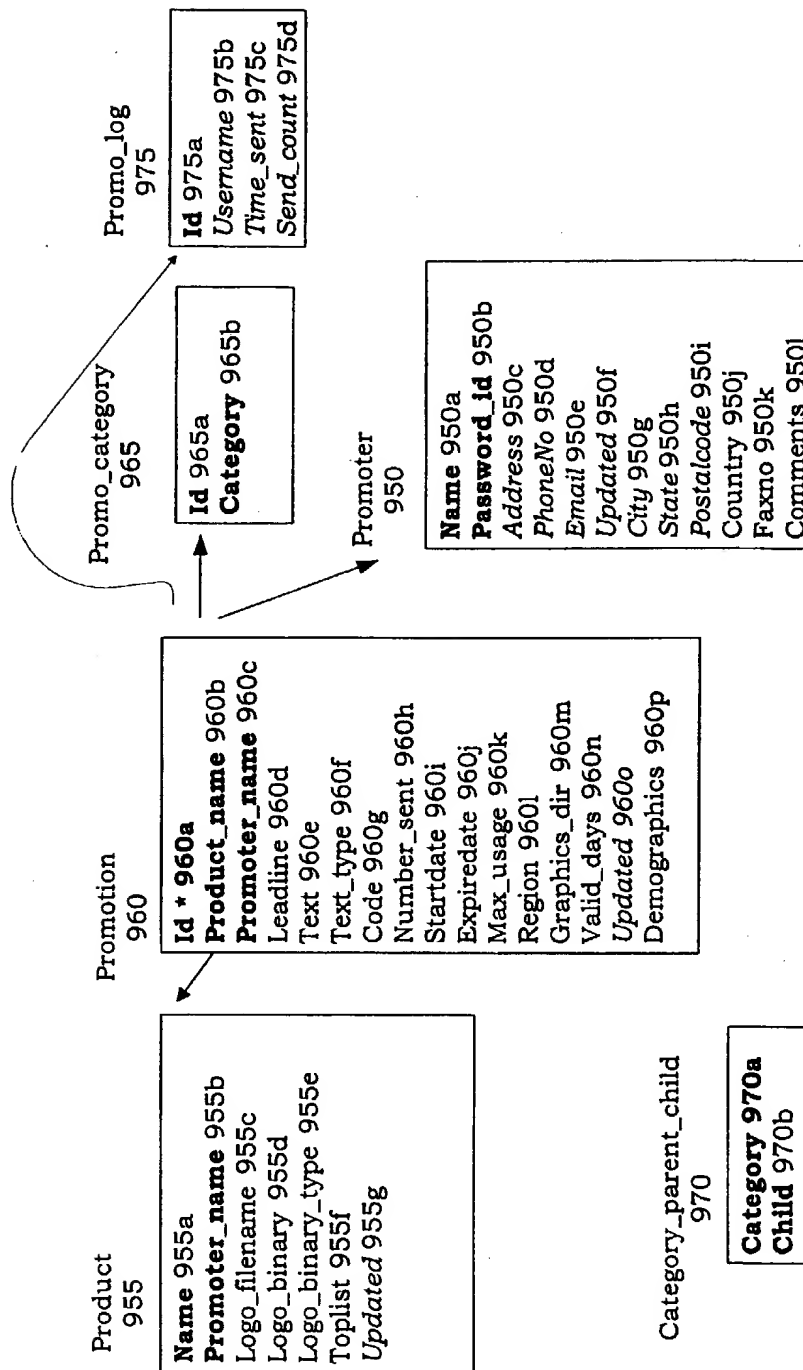 Product
955
Name 955a
Promoter_name 955b
Logo_filename 955c
Logo_binary 955d
Logo_binary_type 955e
Toplist 955f
Updated 955g
Promotion
960
Id * 960a
Product_name 960b
Promoter_name 960c
Leadline 960d
Text 960e
Text_type 960f
Code 960g
Number_sent 960h
Startdate 960i
Expiredate 960j
Max_usage 960k
Region 960l
Graphics_dir 960m
Valid_days 960n
Updated 960o
Demographics 960p
Promo_category
965
Id 965a
Category 965b
Promo_log
975
Id 975a
Username 975b
Time_sent 975c
Send_count 975d
Category_parent_child
970
Category 970a
Child 970b
Promoter
950
Name 950a
Password_id 950b
Address 950c
PhoneNo 950d
Email 950e
Updated 950f
City 950g
State 950h
Postalcode 950i
Country 950j
Faxno 950k
Comments 950l